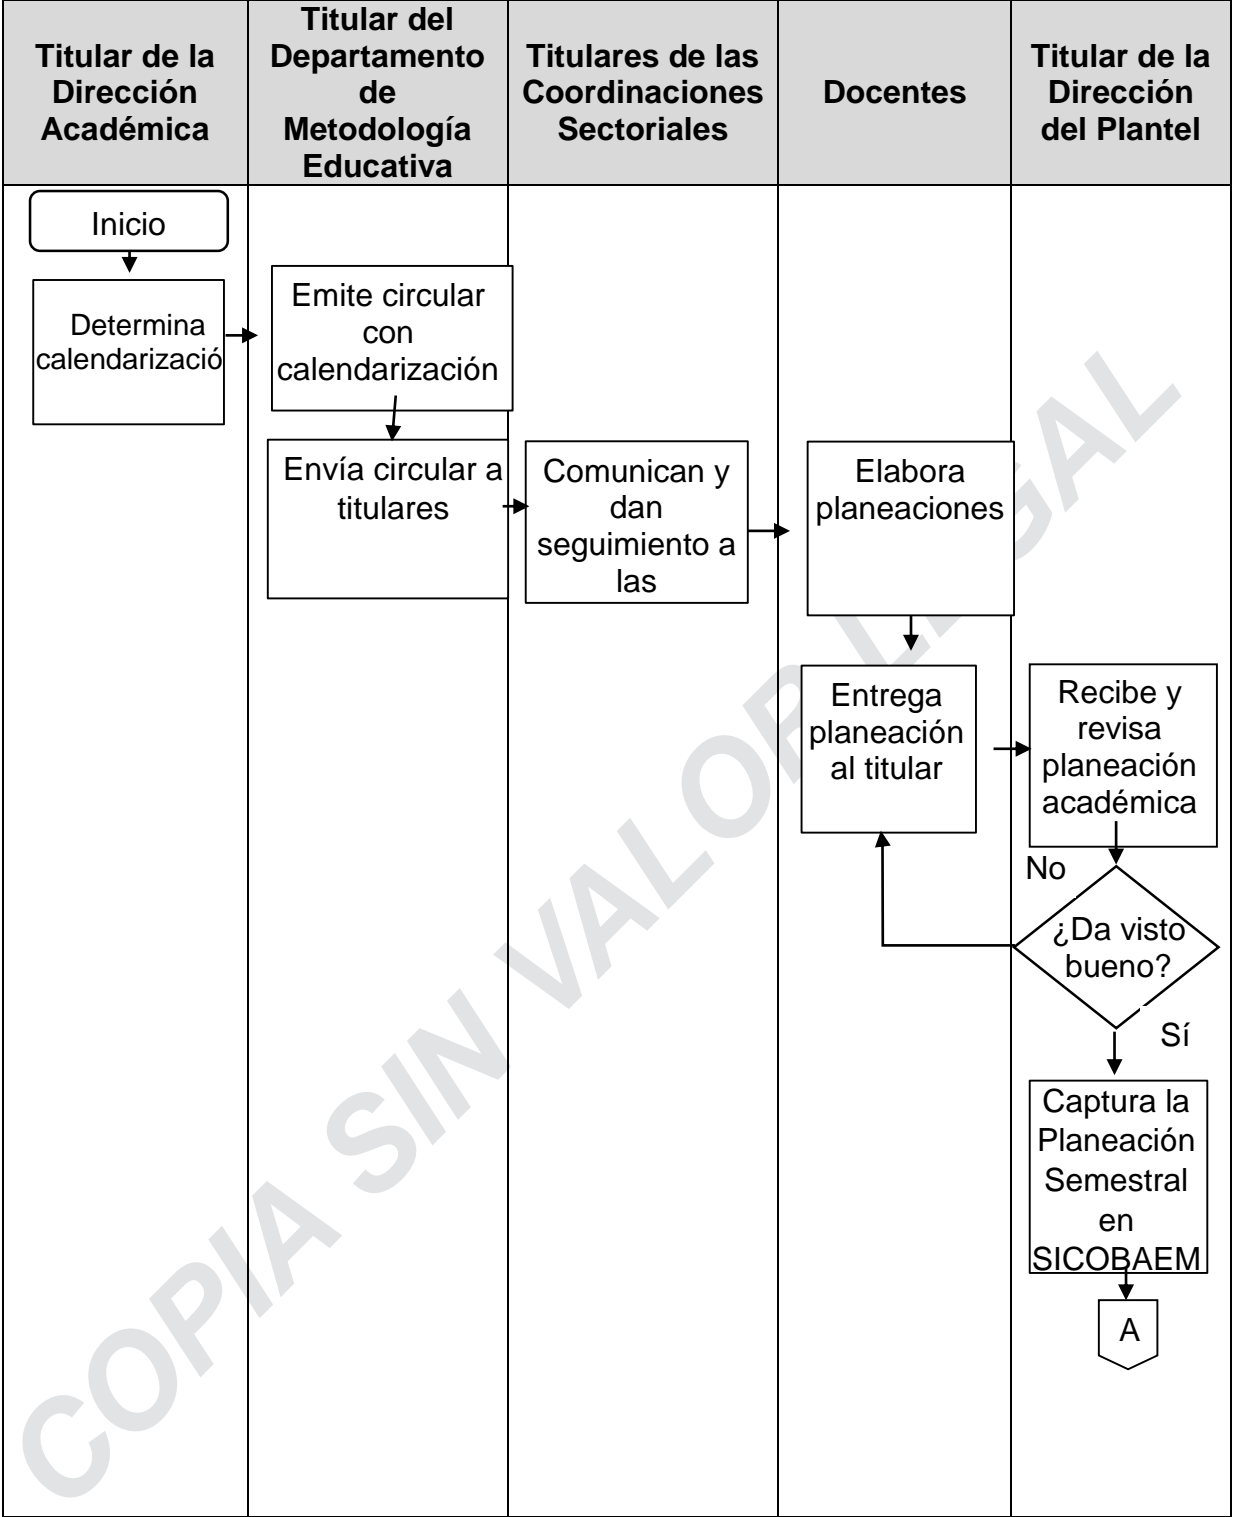 Titular de la
Dirección
Académica
Titular del
Departamento
de
Metodología
Educativa
Titulares de las
Coordinaciones
Sectoriales
Docentes
Titular de la
Dirección
del Plantel
Inicio
Determina
calendarizació
Emite circular
con
calendarización
Envía circular a
titulares
Comunican y
dan
seguimiento a
las
Elabora
planeaciones
Entrega
planeación
al titular
Recibe y
revisa
planeación
académica
No
¿Da visto
bueno?
Sí
Captura la
Planeación
Semestral
en
SICOBAEM
A
COPIA SIN VALOR LEGAL